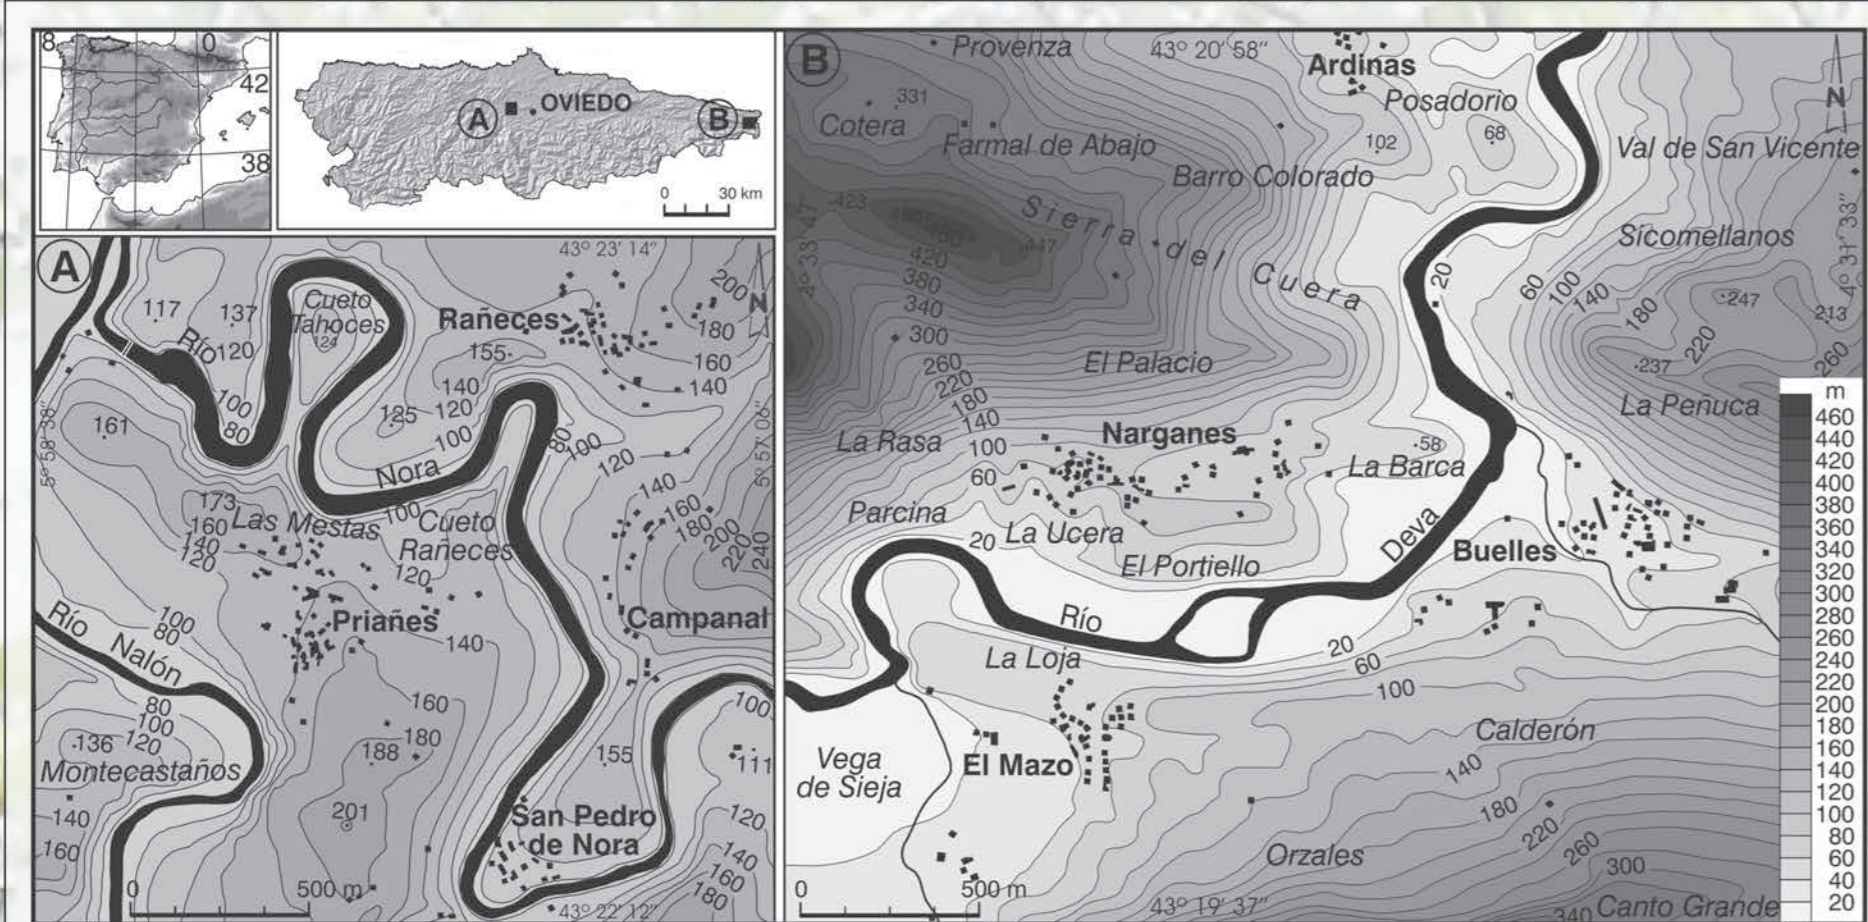 8
0
42
38
A
OVIEDO
B
0 30 km
A
43° 23' 14"
N
117
137
Cueto
Tahoces
124
Río
120
Rañeces
200
180
160
140
155
140
120
125
100
100
80
80
100
120
161
5° 58' 38"
5° 57' 06"
Nora
100
173
160
140
120
Las Mestas
Cueto
Rañeces
120
140
160
180
200
220
240
Priañes
Campanal
140
100
80
Río Nalón
80
100
120
136
Montecastaños
160
180
188
201
155
100
111
140
160
San Pedro
de Nora
120
140
160
180
0 500 m
43° 22' 12"
B
Provenza
43° 20' 58"
Ardinas
Posadorio
N
331
Cotera
Farmal de Abajo
102
68
Val de San Vicente
Barro Colorado
423
Sierra del Cuera
447
420
380
340
300
260
220
180
140
100
60
4° 33' 47"
4° 31' 33"
Sicomellanos
20
60
100
140
180
220
260
247
213
237
El Palacio
La Peñuca
La Rasa
Narganes
58
La Barca
Parcina
La Ucera
20
El Portiello
Deva
Buelles
Río
La Loja
20
60
100
Calderón
Vega
de Sieja
El Mazo
140
180
220
260
300
340
Orzales
Canto Grande
0 500 m
43° 19' 37"
m
460
440
420
400
380
360
340
320
300
280
260
240
220
200
180
160
140
120
100
80
60
40
20